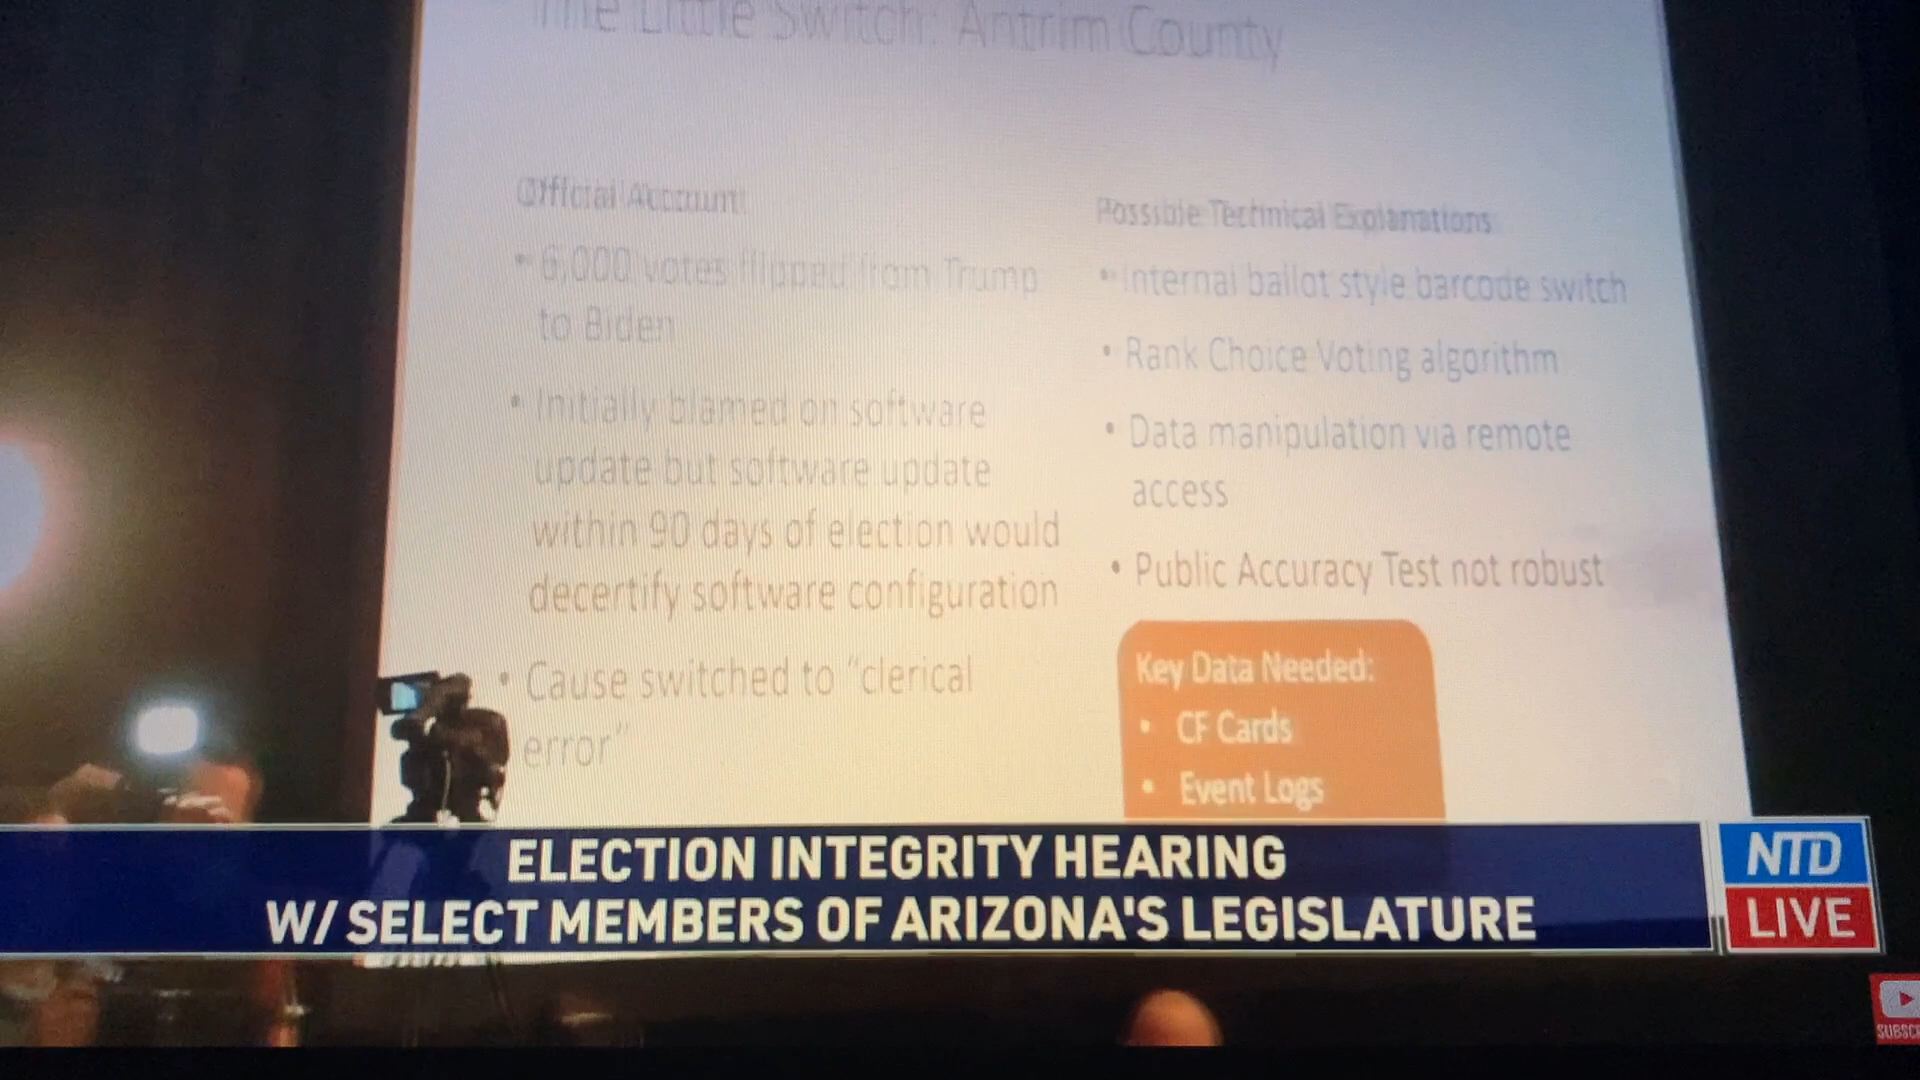 The Little Switch: Antrim County
Official Account
• 6,000 votes flipped from Trump
to Biden
• Initially blamed on software
update but software update
within 90 days of election would
decertify software configuration
• Cause switched to “clerical
error”
Possible Technical Explanations
• Internal ballot style barcode switch
• Rank Choice Voting algorithm
• Data manipulation via remote
access
• Public Accuracy Test not robust
Key Data Needed:
• CF Cards
• Event Logs
ELECTION INTEGRITY HEARING
W/ SELECT MEMBERS OF ARIZONA'S LEGISLATURE
NTD
LIVE